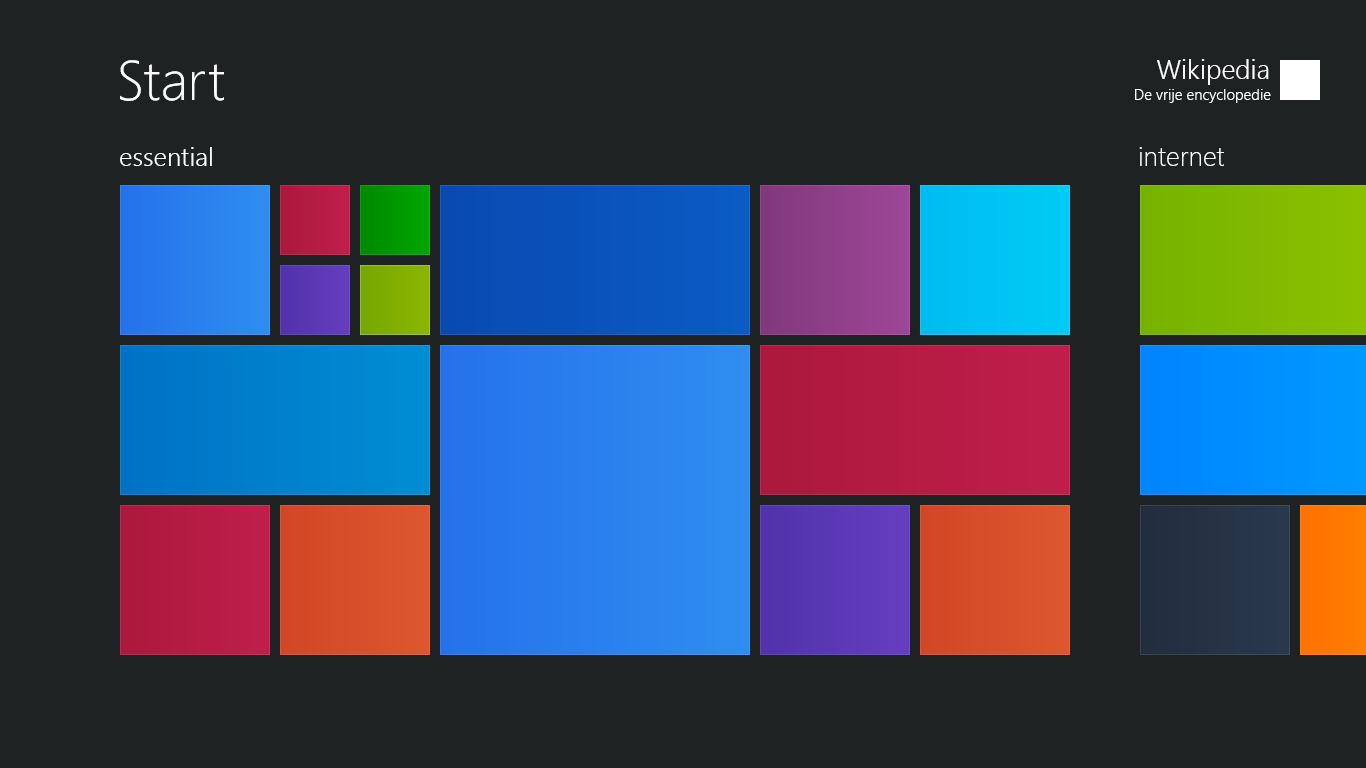 Start
Wikipedia
De vrije encyclopedie
essential
internet